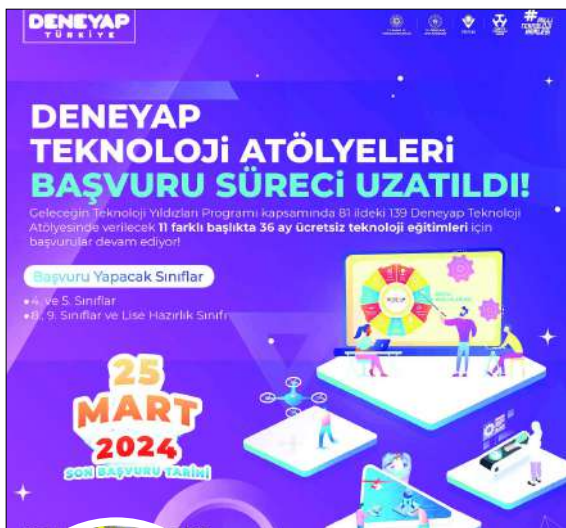 DENEYAP
TÜRKİYE
DENEYAP
TEKNOLOJİ ATÖLYELERİ
BAŞVURU SÜRECİ UZATILDI!
Geleceğin Teknoloji Yıldızları Programı kapsamında 81 ildeki 139 Deneyap Teknoloji
Atölyesinde verilecek 11 farklı başlıkta 36 ay ücretsiz teknoloji eğitimleri için
başvurular devam ediyor!
Başvuru Yapacak Sınıflar
• 4. ve 5. Sınıflar
• 8., 9. Sınıflar ve Lise Hazırlık Sınıfı
25
MART
2024
SON BAŞVURU TARİHİ